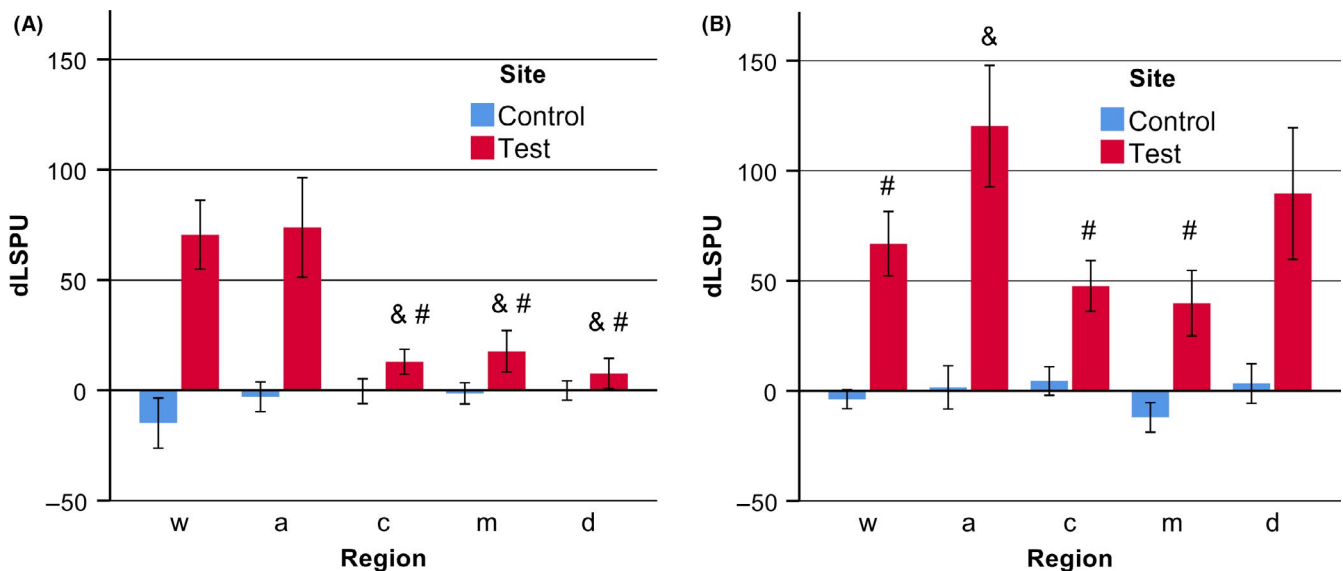 (A)
150
100
50
0
–50
dLSPU
Site
Control
Test
& #
& #
& #
w a c m d
Region
(B)
150
100
50
0
–50
dLSPU
Site
Control
Test
&
#
#
#
w a c m d
Region